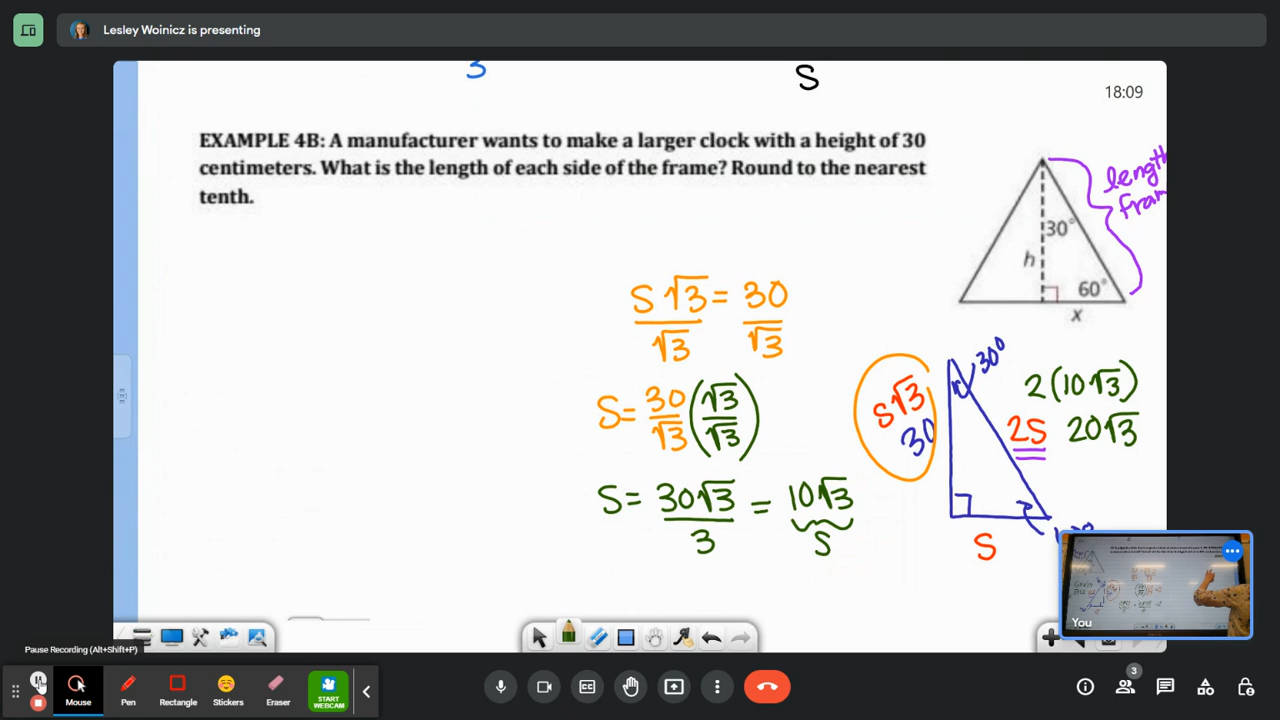 Lesley Woinicz is presenting
3
S
18:09
EXAMPLE 4B: A manufacturer wants to make a larger clock with a height of 30
centimeters. What is the length of each side of the frame? Round to the nearest
tenth.
length
30°
h
60°
x
S√3 = 30
√3 √3
S = 30/√3 (√3/√3)
S = 30√3/3 = 10√3
S
S√3
30
30°
2S
S
2(10√3)
20√3
You
Pause Recording (Alt+Shift+P)
Mouse
Pen
Rectangle
Stickers
Eraser
START
WEBCAM
CC
3